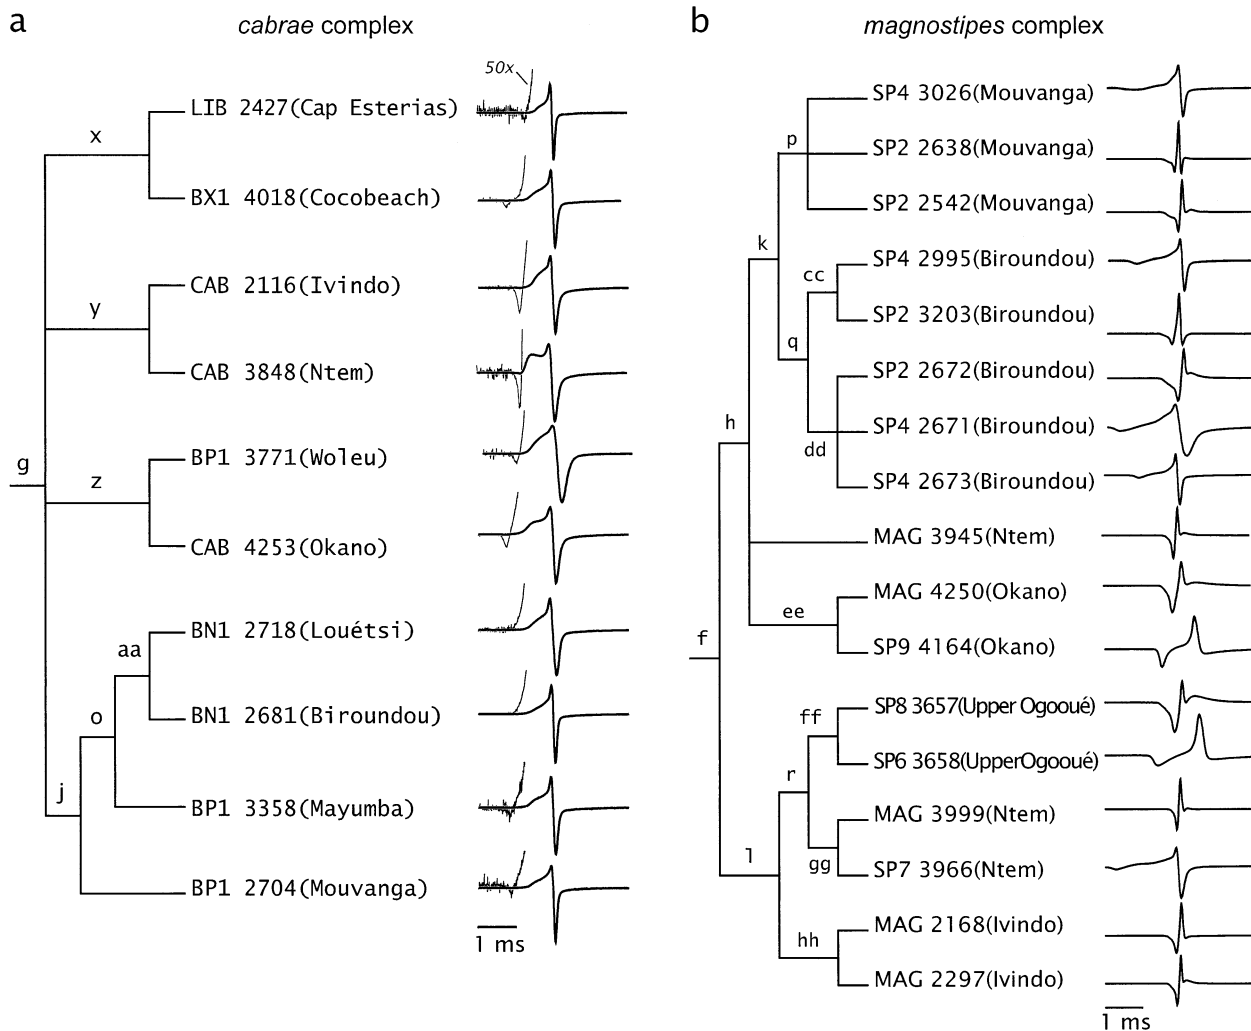 a
cabrae complex
50x
LIB 2427(Cap Esterias)
x
BX1 4018(Cocobeach)
CAB 2116(Ivindo)
y
CAB 3848(Ntem)
BP1 3771(Woleu)
g
z
CAB 4253(Okano)
BN1 2718(Louétsi)
aa
BN1 2681(Biroundou)
o
j
BP1 3358(Mayumba)
BP1 2704(Mouvanga)
1 ms
b
magnostipes complex
SP4 3026(Mouvanga)
p
SP2 2638(Mouvanga)
SP2 2542(Mouvanga)
k
SP4 2995(Biroundou)
cc
SP2 3203(Biroundou)
q
SP2 2672(Biroundou)
SP4 2671(Biroundou)
h
dd
SP4 2673(Biroundou)
MAG 3945(Ntem)
MAG 4250(Okano)
ee
f
SP9 4164(Okano)
SP8 3657(Upper Ogooué)
ff
SP6 3658(UpperOgooué)
r
MAG 3999(Ntem)
l
gg
SP7 3966(Ntem)
MAG 2168(Ivindo)
hh
MAG 2297(Ivindo)
1 ms